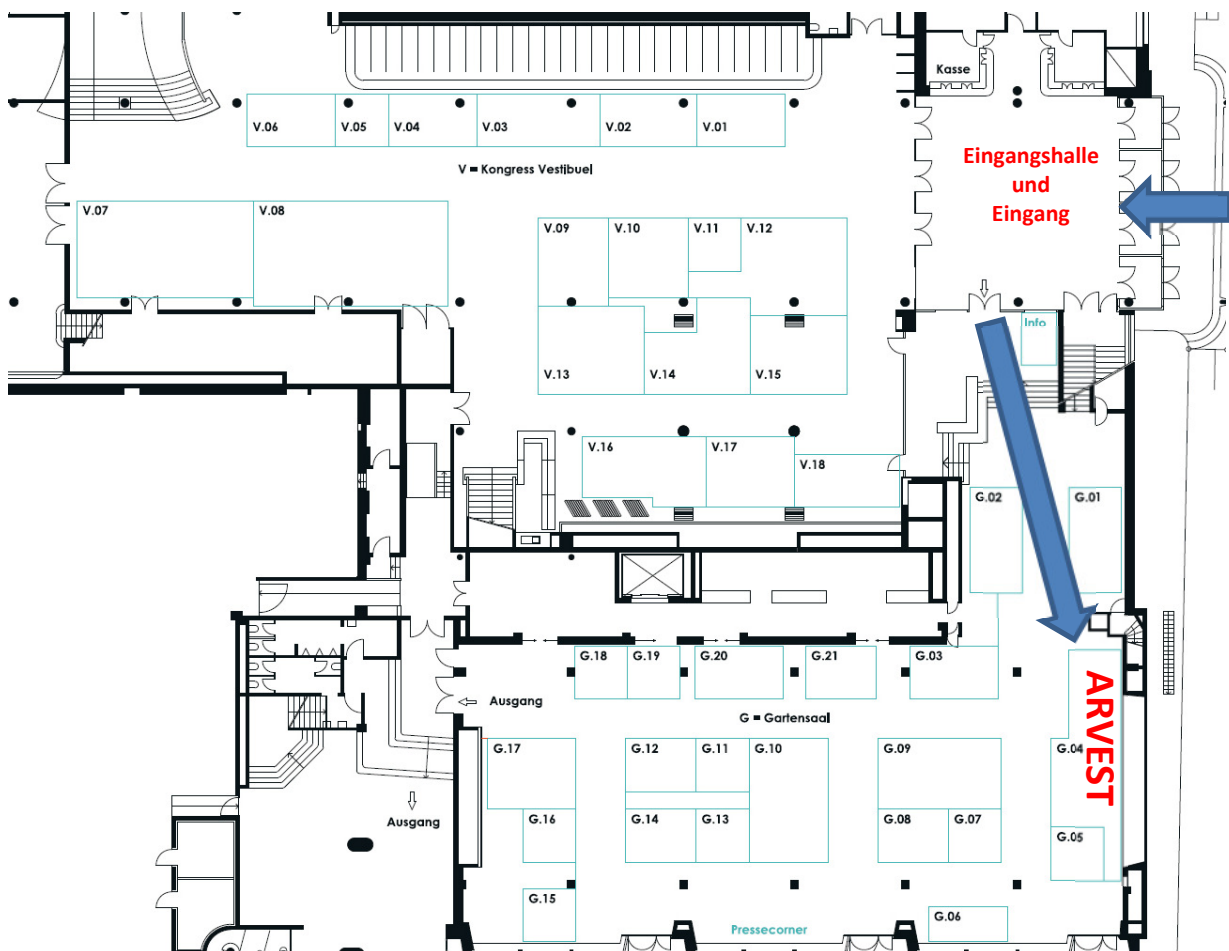 Kasse
V.06
V.05
V.04
V.03
V.02
V.01
V = Kongress Vestibuel
Eingangshalle
und
Eingang
V.07
V.08
V.09
V.10
V.11
V.12
Info
V.13
V.14
V.15
V.16
V.17
V.18
G.02
G.01
G.18
G.19
G.20
G.21
G.03
Ausgang
G = Gartensaal
ARVEST
G.17
G.12
G.11
G.10
G.09
G.04
Ausgang
G.16
G.14
G.13
G.08
G.07
G.05
G.15
G.06
Pressecorner